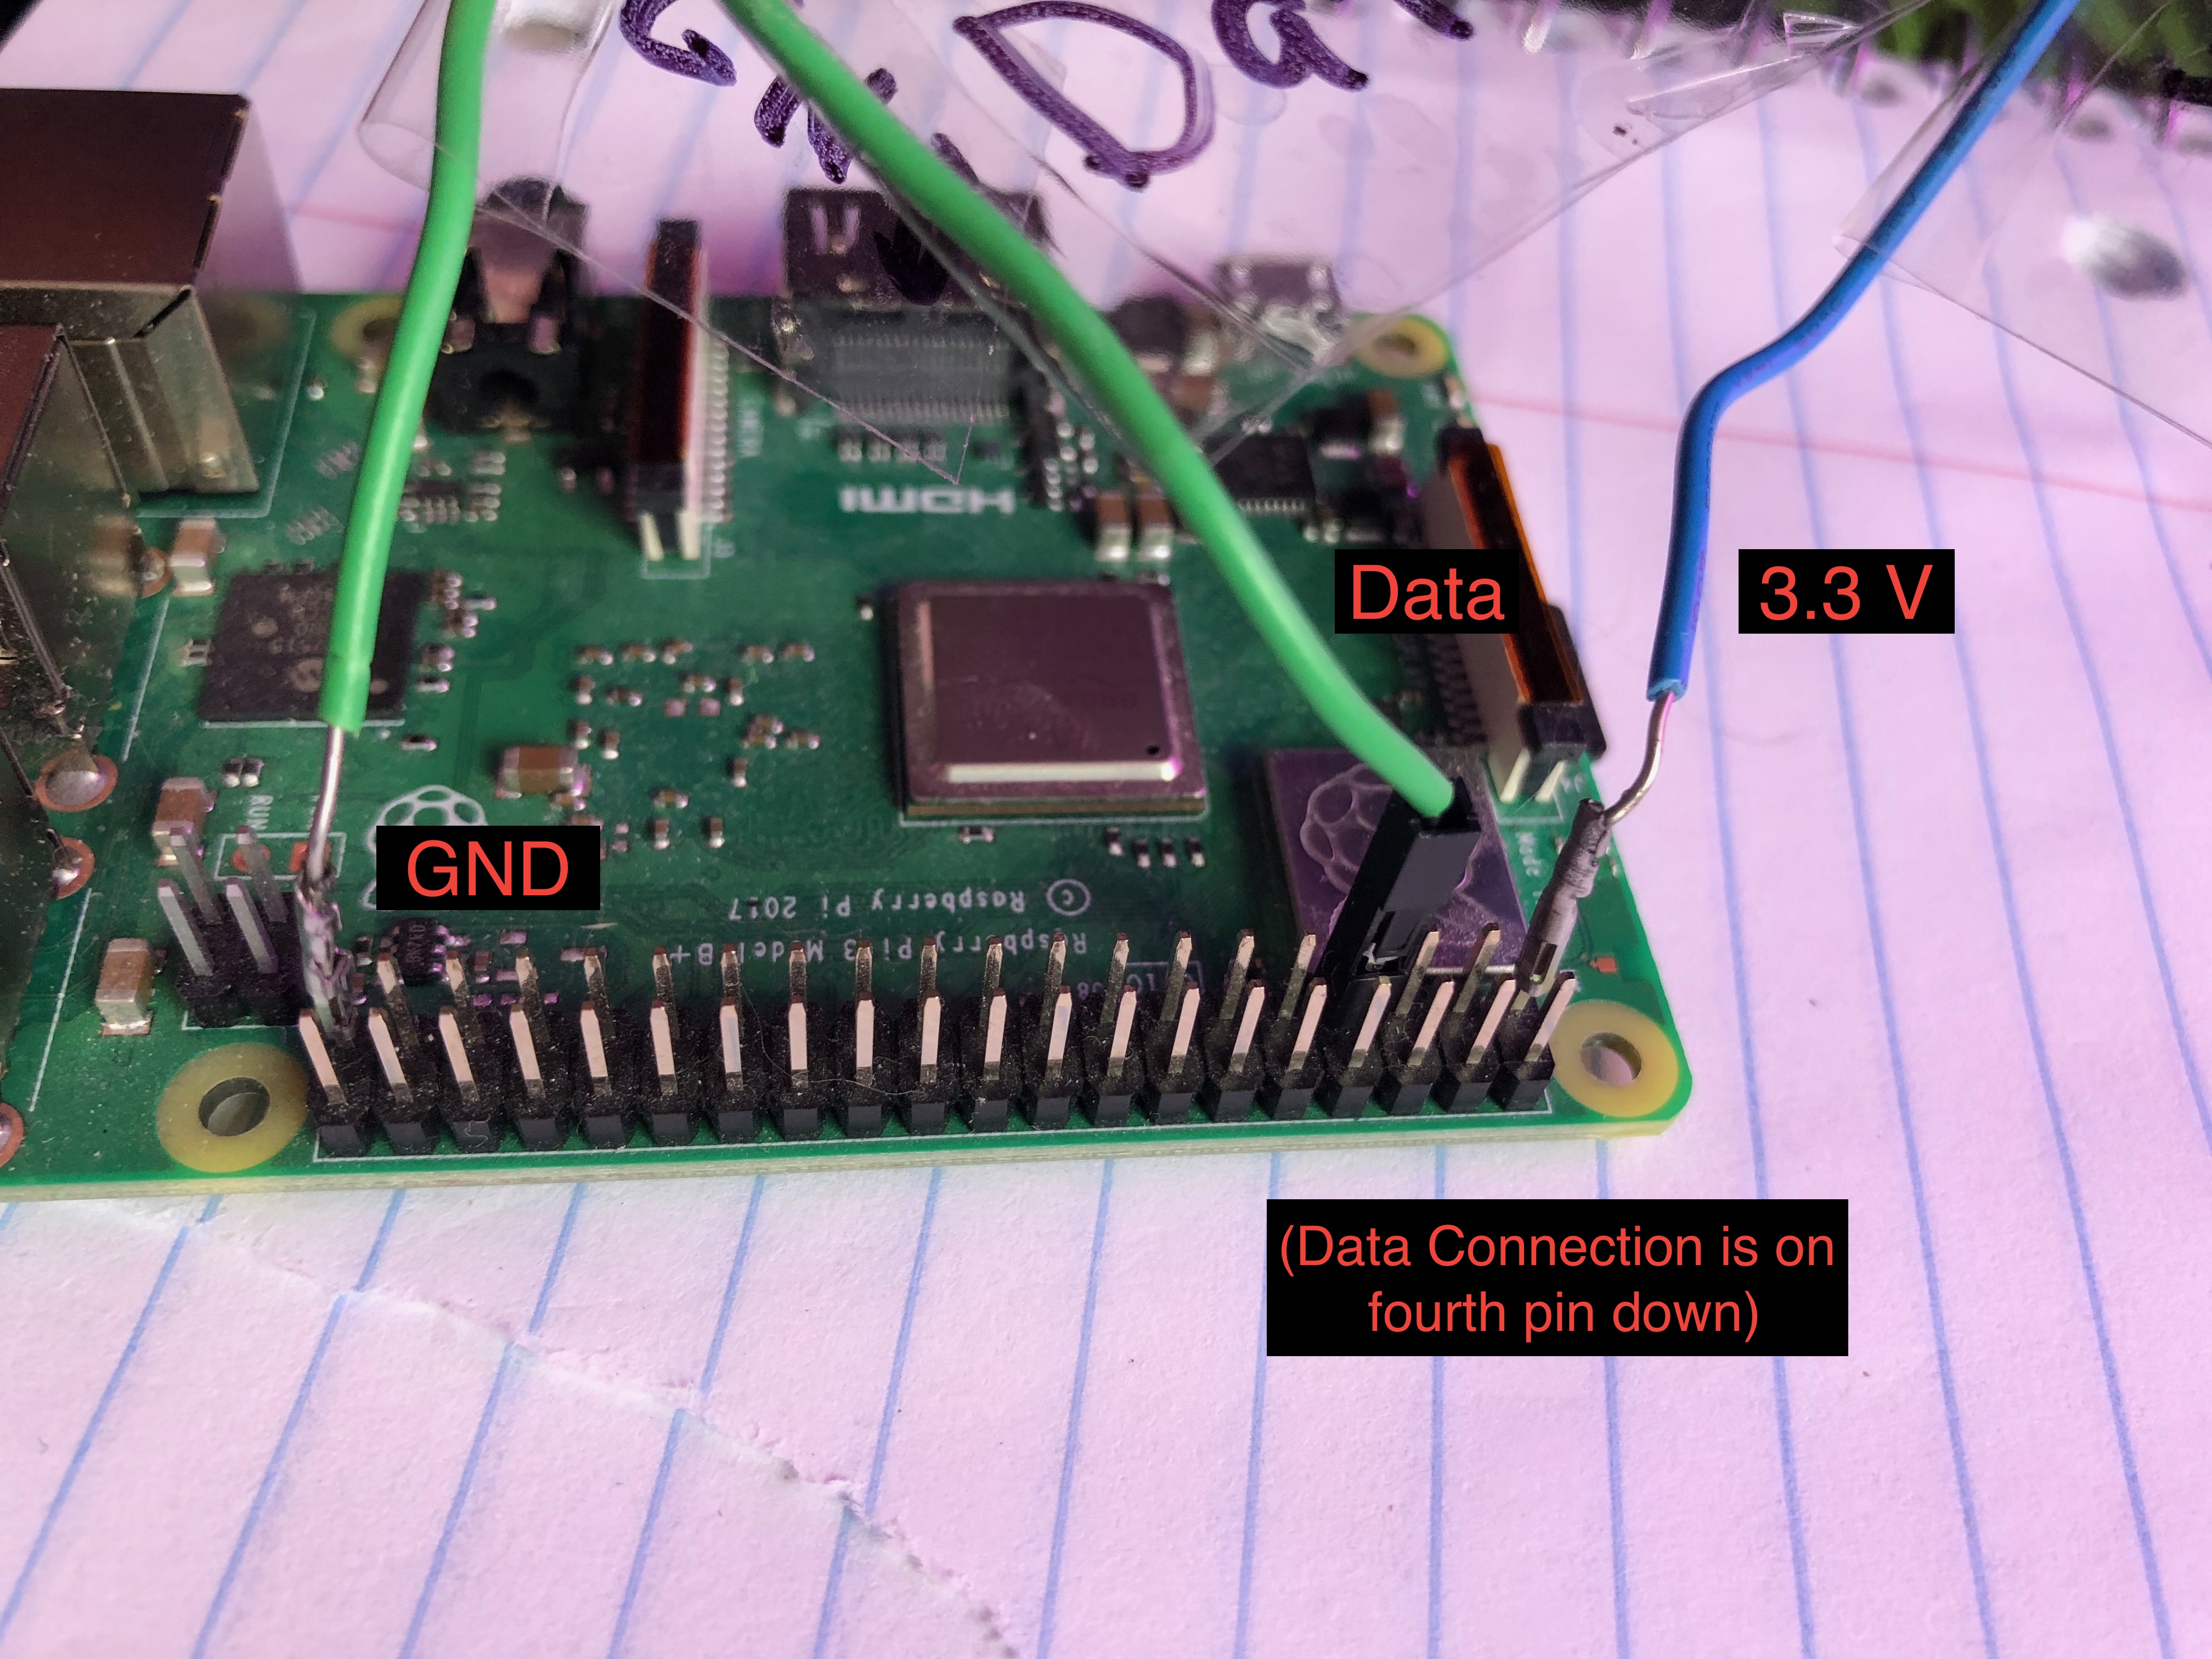 Da
HDMI
Data
3.3 V
RUN
GND
© Raspberry Pi 2017
Raspberry Pi 3 Model B+
(Data Connection is on
fourth pin down)